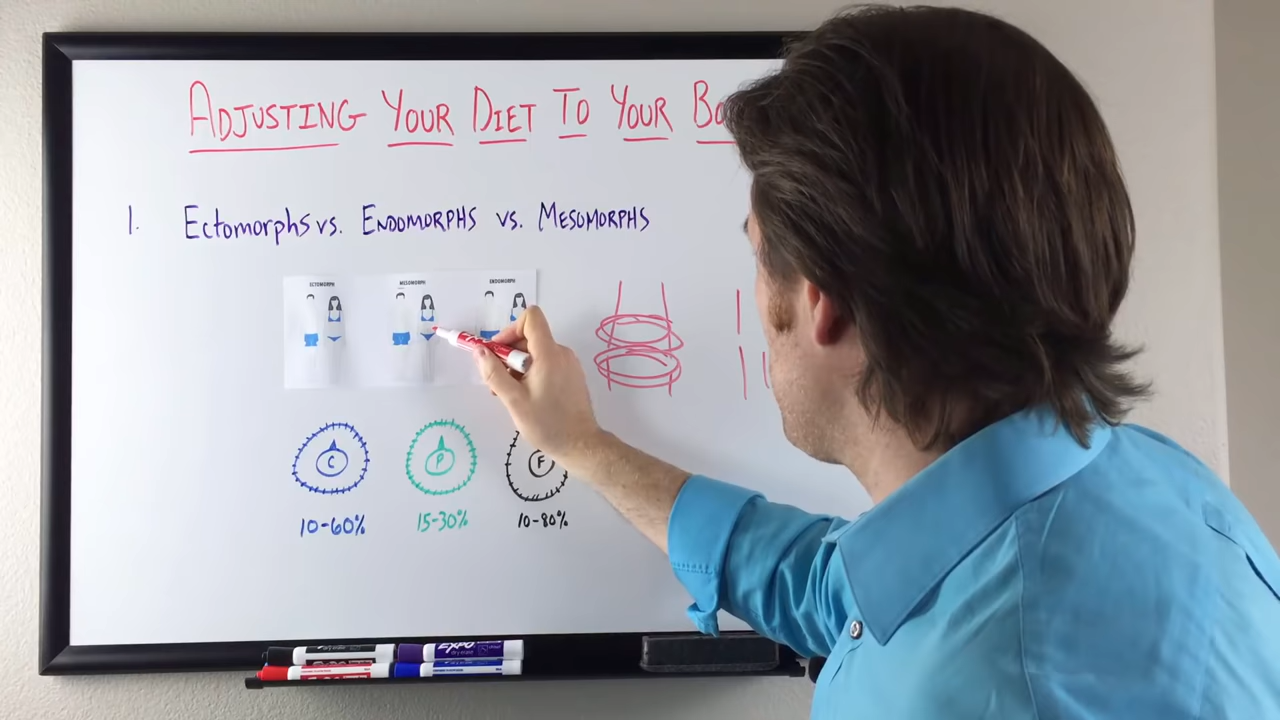 ADJUSTING YOUR DIET TO YOUR
1. Ectomorphs vs. ENDOMORPHS vs. MESOMORPHS
ECTOMORPH MESOMORPH ENDOMORPH
C P F
10-60% 15-30% 10-80%
EXPO